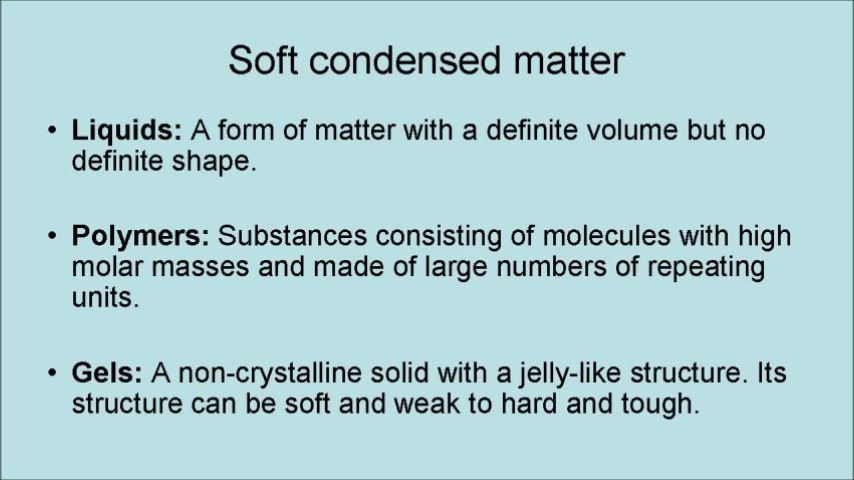 Soft condensed matter
• Liquids: A form of matter with a definite volume but no
definite shape.
• Polymers: Substances consisting of molecules with high
molar masses and made of large numbers of repeating
units.
• Gels: A non-crystalline solid with a jelly-like structure. Its
structure can be soft and weak to hard and tough.